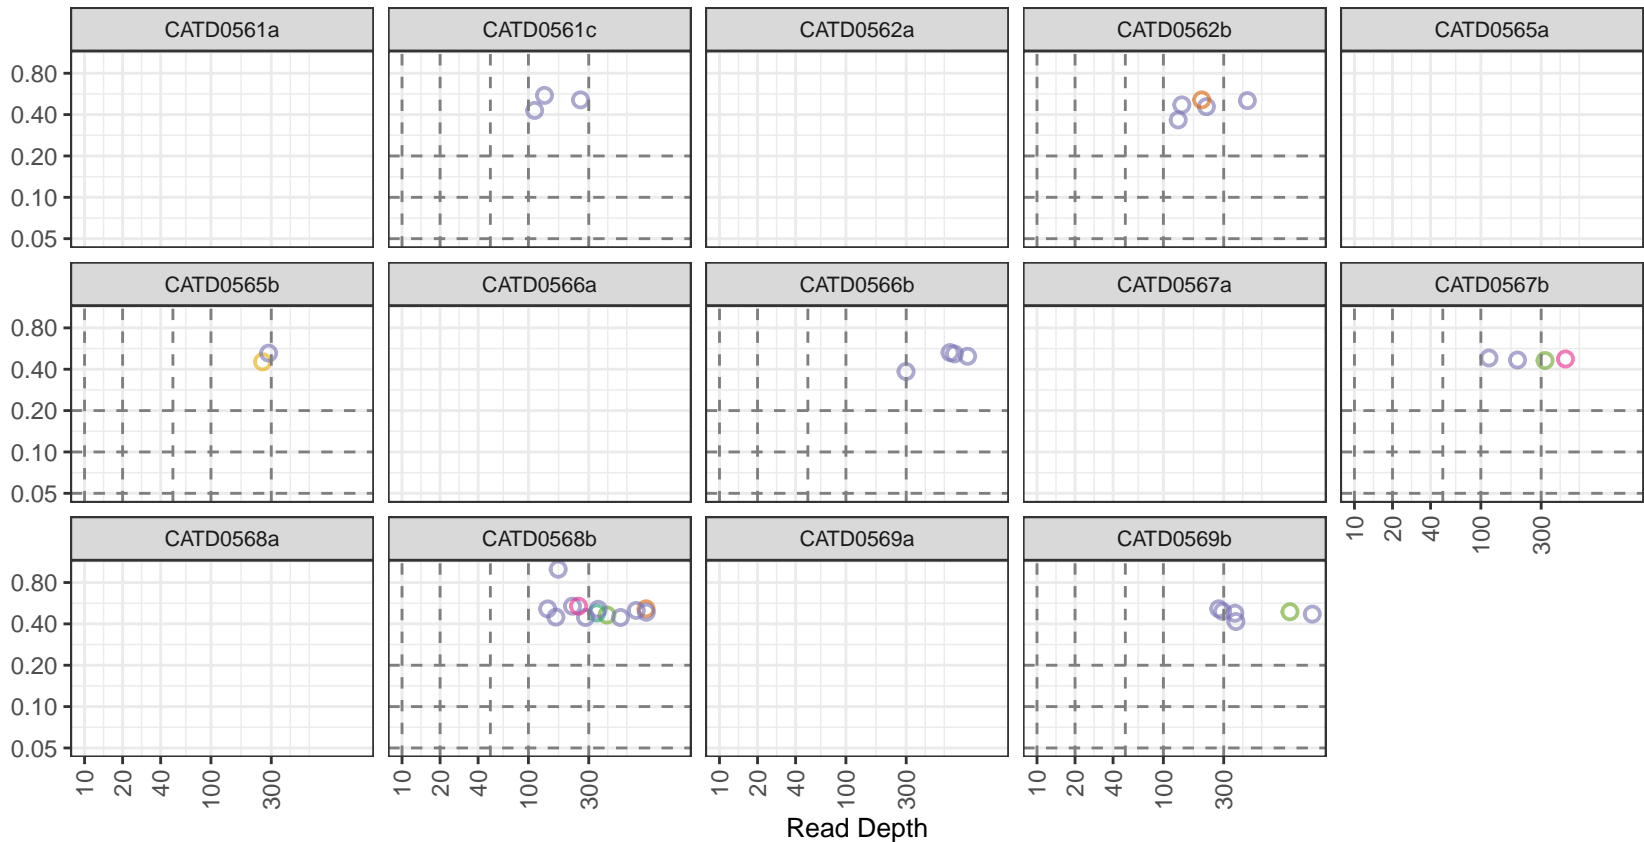 CATD0561a CATD0561c CATD0562a CATD0562b CATD0565a
0.80
0.40
0.20
0.10
0.05
CATD0565b CATD0566a CATD0566b CATD0567a CATD0567b
0.80
0.40
0.20
0.10
0.05
10 20 40 100 300
CATD0568a CATD0568b CATD0569a CATD0569b
0.80
0.40
0.20
0.10
0.05
10 20 40 100 300 10 20 40 100 300 10 20 40 100 300 10 20 40 100 300
Read Depth